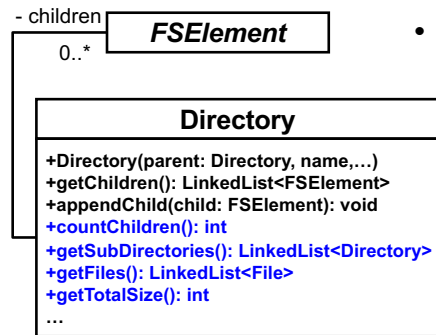 - children
FSElement
•
0..*
Directory
+Directory(parent: Directory, name,…)
+getChildren(): LinkedList<FSElement>
+appendChild(child: FSElement): void
+countChildren(): int
+getSubDirectories(): LinkedList<Directory>
+getFiles(): LinkedList<File>
+getTotalSize(): int
…